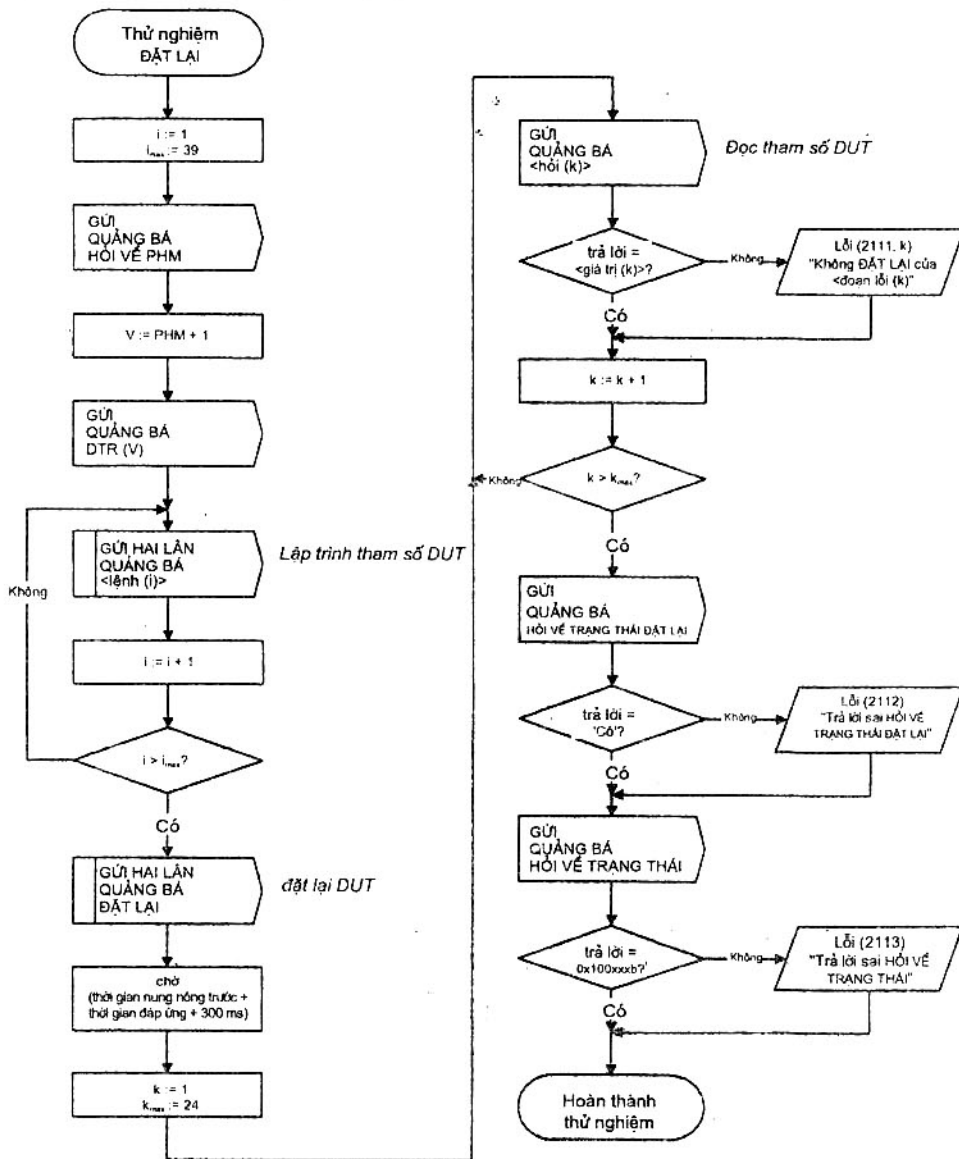 Thử nghiệm
ĐẶT LẠI
i := 1
imax := 39
GỬI
QUẢNG BÁ
HỎI VỀ PHM
V := PHM + 1
GỬI
QUẢNG BÁ
DTR (V)
GỬI HAI LẦN
QUẢNG BÁ
<lệnh (i)>
Lập trình tham số DUT
Không
i := i + 1
i > imax?
Có
GỬI HAI LẦN
QUẢNG BÁ
ĐẶT LẠI
đặt lại DUT
chờ
(thời gian nung nóng trước +
thời gian đáp ứng + 300 ms)
k := 1
kmax := 24
GỬI
QUẢNG BÁ
<hỏi (k)>
Đọc tham số DUT
trả lời =
<giá trị (k)>?
Không
Lỗi (2111, k)
"Không ĐẶT LẠI của
<đoạn lỗi (k)"
Có
k := k + 1
k > kmax?
Không
Có
GỬI
QUẢNG BÁ
HỎI VỀ TRẠNG THÁI ĐẶT LẠI
trả lời =
'Có'?
Không
Lỗi (2112)
"Trả lời sai HỎI VỀ
TRẠNG THÁI ĐẶT LẠI"
Có
GỬI
QUẢNG BÁ
HỎI VỀ TRẠNG THÁI
trả lời =
0x100xxxb?'
Không
Lỗi (2113)
"Trả lời sai HỎI VỀ
TRẠNG THÁI"
Có
Hoàn thành
thử nghiệm